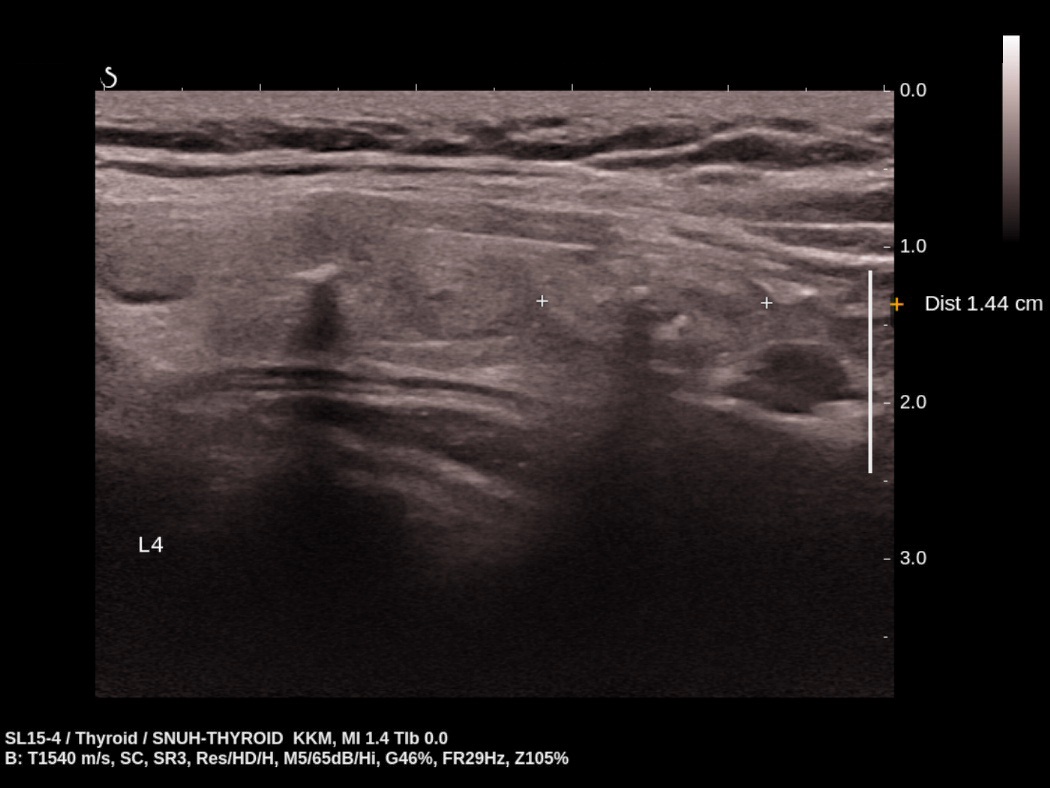 S
0.0
1.0
Dist 1.44 cm
2.0
L4
3.0
SL15-4 / Thyroid / SNUH-THYROID KKM, MI 1.4 TIb 0.0
B: T1540 m/s, SC, SR3, Res/HD/H, M5/65dB/Hi, G46%, FR29Hz, Z105%